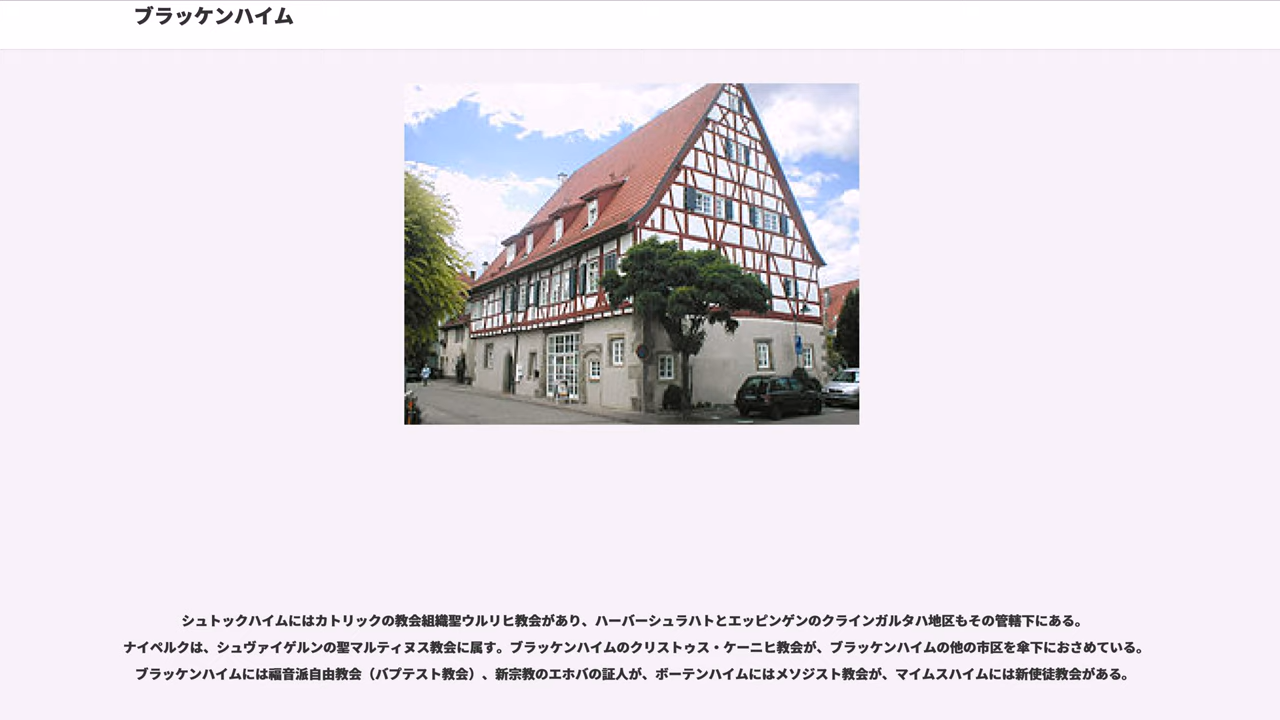 ブラッケンハイム
シュトックハイムにはカトリックの教会組織聖ウルリヒ教会があり、ハーバーシュラハトとエッピンゲンのクラインガルタハ地区もその管轄下にある。
ナイペルクは、シュヴァイゲルンの聖マルティヌス教会に属す。ブラッケンハイムのクリストゥス・ケーニヒ教会が、ブラッケンハイムの他の市区を傘下におさめている。
ブラッケンハイムには福音派自由教会（バプテスト教会）、新宗教のエホバの証人が、ボーテンハイムにはメソジスト教会が、マイムスハイムには新使徒教会がある。